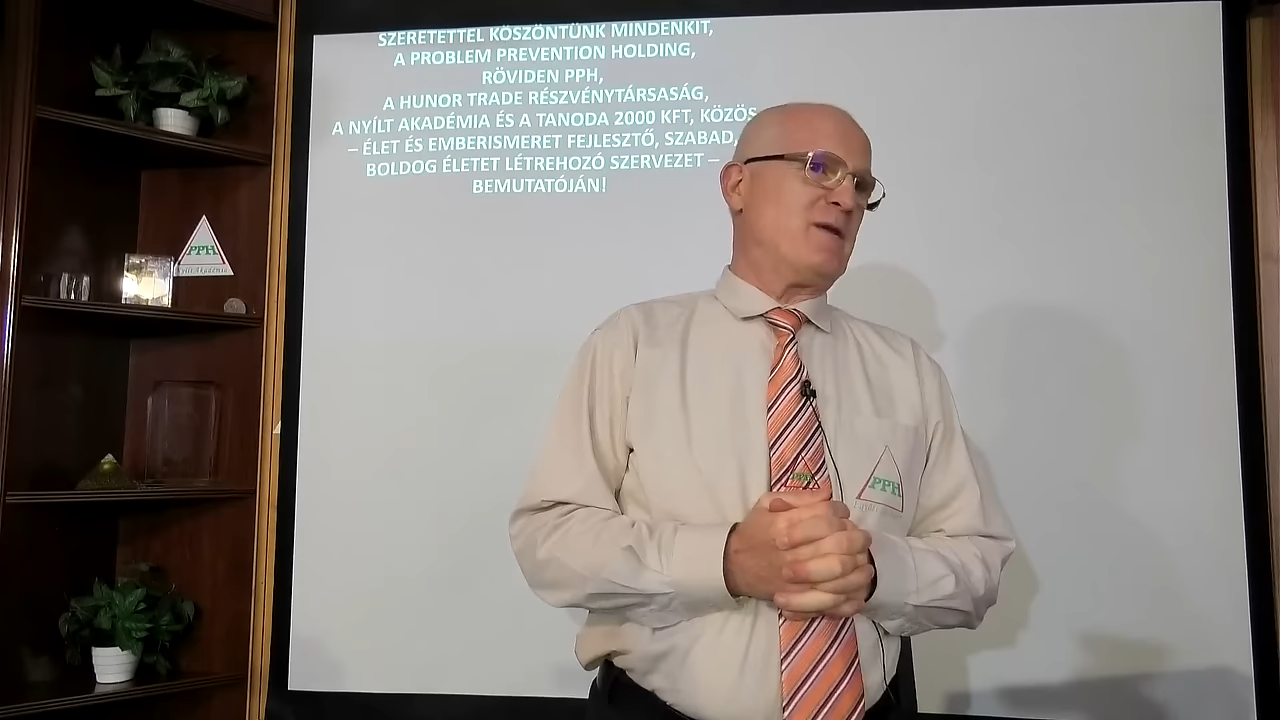 SZERETETTEL KÖSZÖNTÜNK MINDENKIT,
A PROBLEM PREVENTION HOLDING,
RÖVIDEN PPH,
A HUNOR TRADE RÉSZVÉNYTÁRSASÁG,
A NYÍLT AKADÉMIA ÉS A TANODA 2000 KFT, KÖZÖS
– ÉLET ÉS EMBERISMERET FEJLESZTŐ, SZABAD,
BOLDOG ÉLETET LÉTREHOZÓ SZERVEZET –
BEMUTATÓJÁN!
PPH
Nyílt Akadémia
PPH
PPH